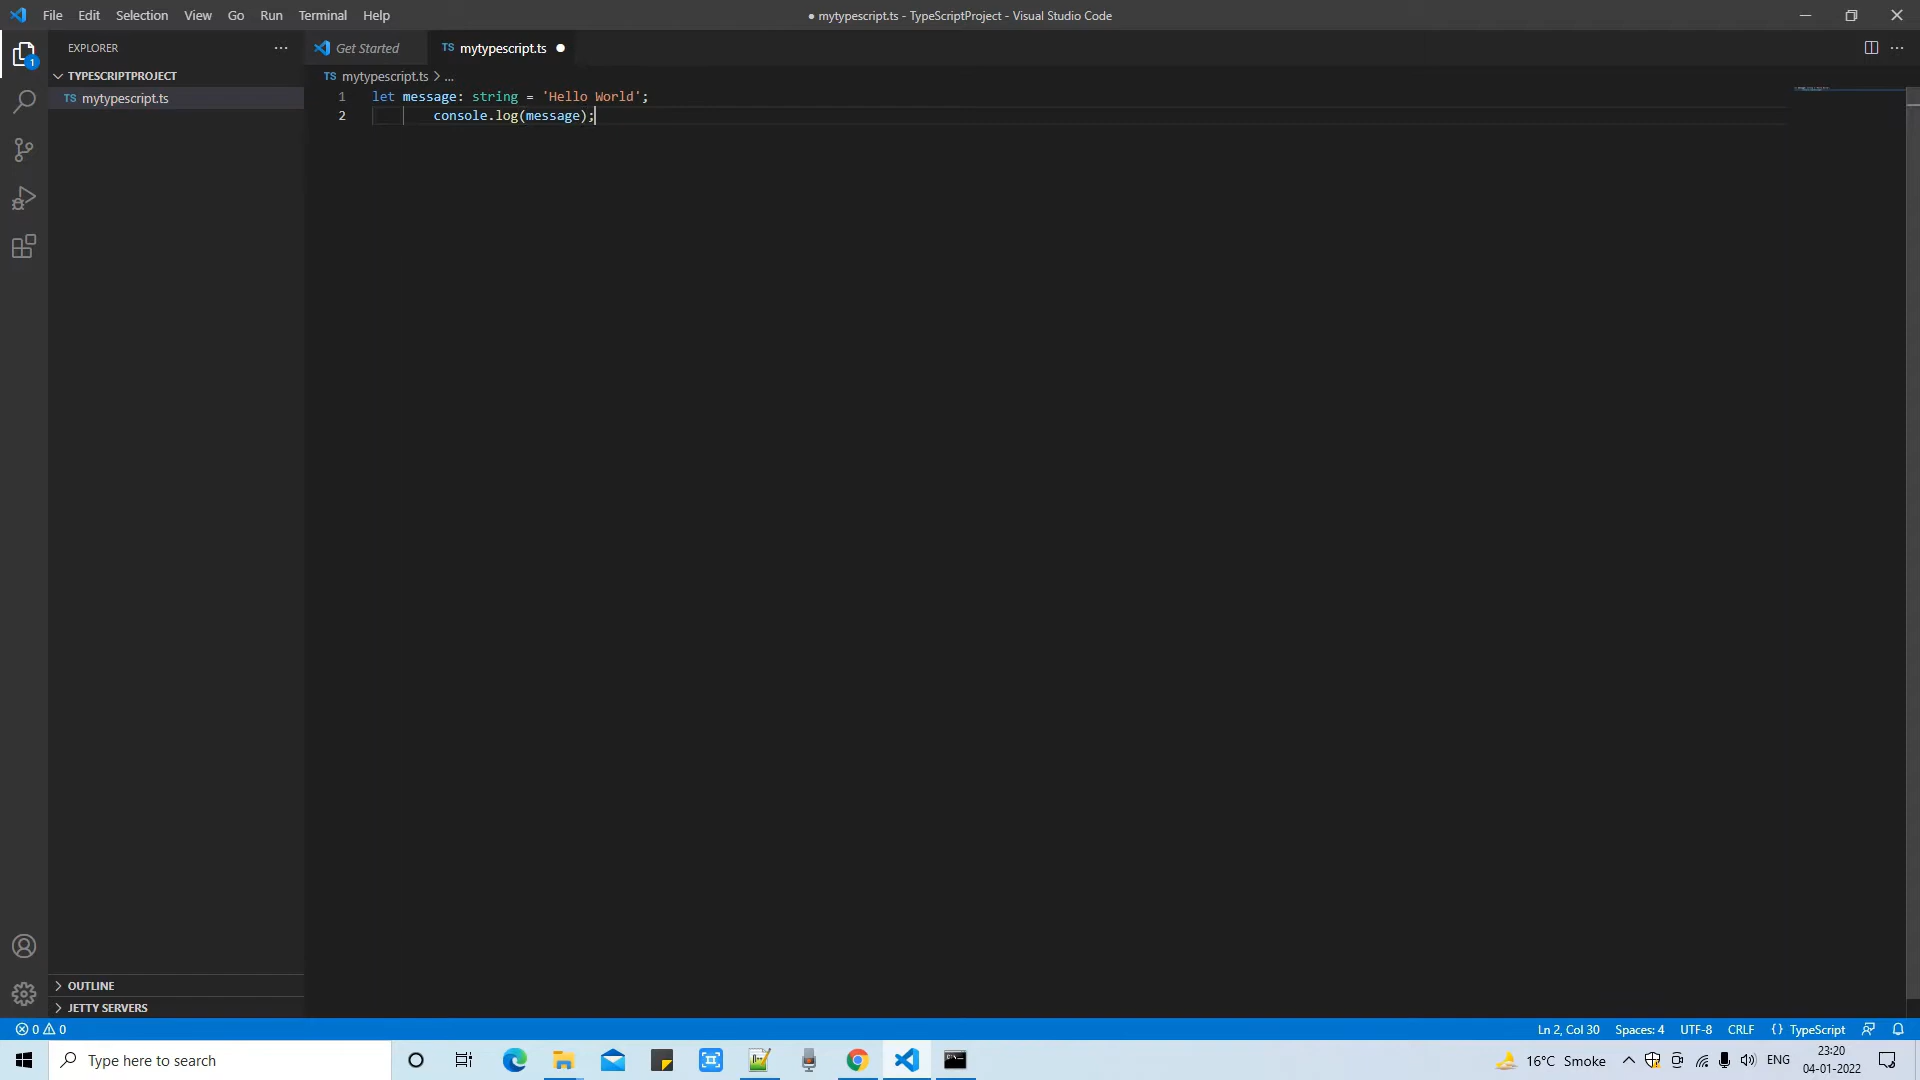 File Edit Selection View Go Run Terminal Help
● mytypescript.ts - TypeScriptProject - Visual Studio Code
EXPLORER
Get Started
TS mytypescript.ts
TYPESCRIPTPROJECT
TS mytypescript.ts > ...
TS mytypescript.ts
1 let message: string = 'Hello World';
2 console.log(message);
1
OUTLINE
JETTY SERVERS
0 0
Ln 2, Col 30 Spaces: 4 UTF-8 CRLF {} TypeScript
Type here to search
16°C Smoke
ENG
23:20
04-01-2022